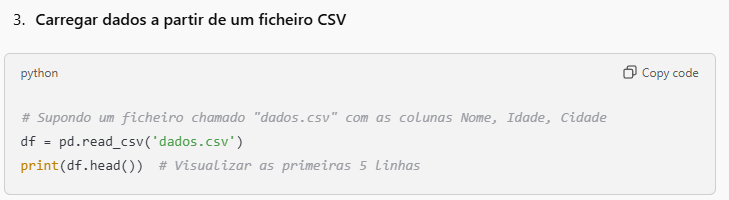 3. Carregar dados a partir de um ficheiro CSV
python
Copy code
# Supondo um ficheiro chamado "dados.csv" com as colunas Nome, Idade, Cidade
df = pd.read_csv('dados.csv')
print(df.head())  # Visualizar as primeiras 5 linhas